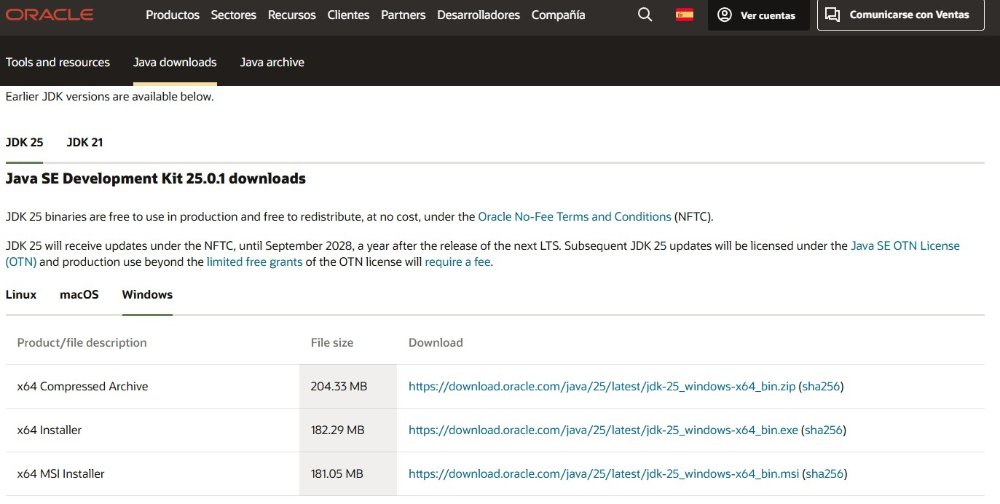 ORACLE Productos Sectores Recursos Clientes Partners Desarrolladores Compañía Ver cuentas Comunicarse con Ventas
Tools and resources Java downloads Java archive
Earlier JDK versions are available below.
JDK 25 JDK 21
Java SE Development Kit 25.0.1 downloads
JDK 25 binaries are free to use in production and free to redistribute, at no cost, under the Oracle No-Fee Terms and Conditions (NFTC).
JDK 25 will receive updates under the NFTC, until September 2028, a year after the release of the next LTS. Subsequent JDK 25 updates will be licensed under the Java SE OTN License
(OTN) and production use beyond the limited free grants of the OTN license will require a fee.
Linux macOS Windows
Product/file description File size Download
x64 Compressed Archive 204.33 MB https://download.oracle.com/java/25/latest/jdk-25_windows-x64_bin.zip (sha256)
x64 Installer 182.29 MB https://download.oracle.com/java/25/latest/jdk-25_windows-x64_bin.exe (sha256)
x64 MSI Installer 181.05 MB https://download.oracle.com/java/25/latest/jdk-25_windows-x64_bin.msi (sha256)